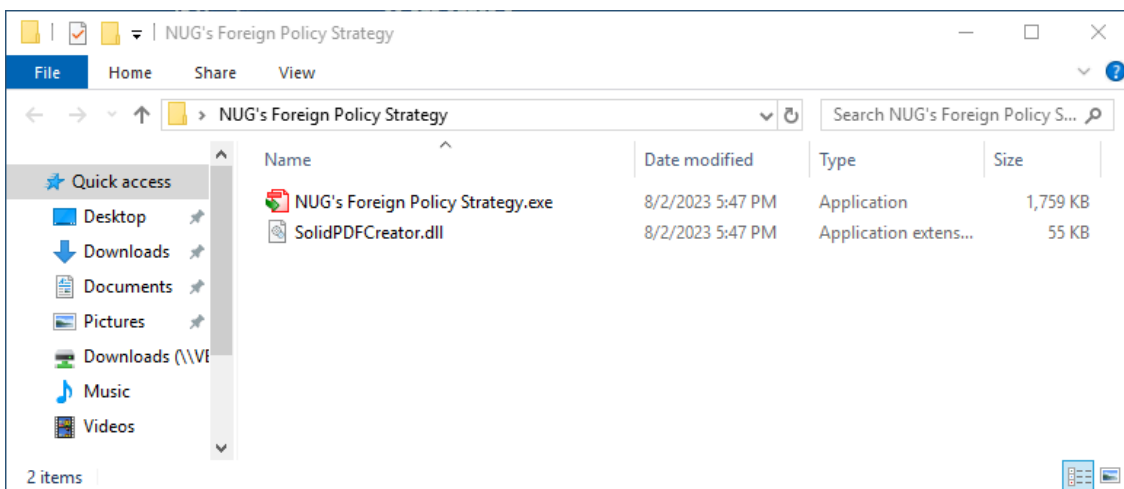 NUG's Foreign Policy Strategy
File Home Share View
NUG's Foreign Policy Strategy Search NUG's Foreign Policy S...
Name Date modified Type Size
Quick access
NUG's Foreign Policy Strategy.exe 8/2/2023 5:47 PM Application 1,759 KB
Desktop
SolidPDFCreator.dll 8/2/2023 5:47 PM Application extens... 55 KB
Downloads
Documents
Pictures
Downloads (\\VE
Music
Videos
2 items